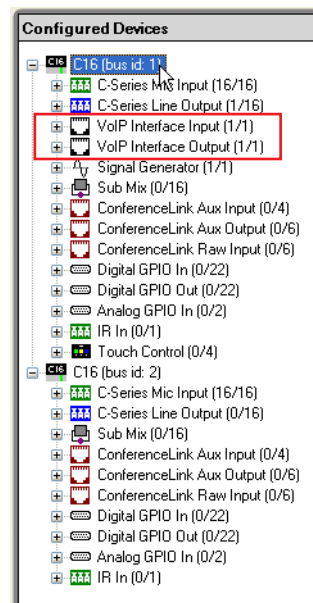 Configured Devices
C16 C16 (bus id: 1)
C-Series Mic Input (16/16)
C-Series Line Output (1/16)
VoIP Interface Input (1/1)
VoIP Interface Output (1/1)
Signal Generator (1/1)
Sub Mix (0/16)
ConferenceLink Aux Input (0/4)
ConferenceLink Aux Output (0/6)
ConferenceLink Raw Input (0/6)
Digital GPIO In (0/22)
Digital GPIO Out (0/22)
Analog GPIO In (0/2)
IR In (0/1)
Touch Control (0/4)
C16 C16 (bus id: 2)
C-Series Mic Input (16/16)
C-Series Line Output (0/16)
Sub Mix (0/16)
ConferenceLink Aux Input (0/4)
ConferenceLink Aux Output (0/6)
ConferenceLink Raw Input (0/6)
Digital GPIO In (0/22)
Digital GPIO Out (0/22)
Analog GPIO In (0/2)
IR In (0/1)